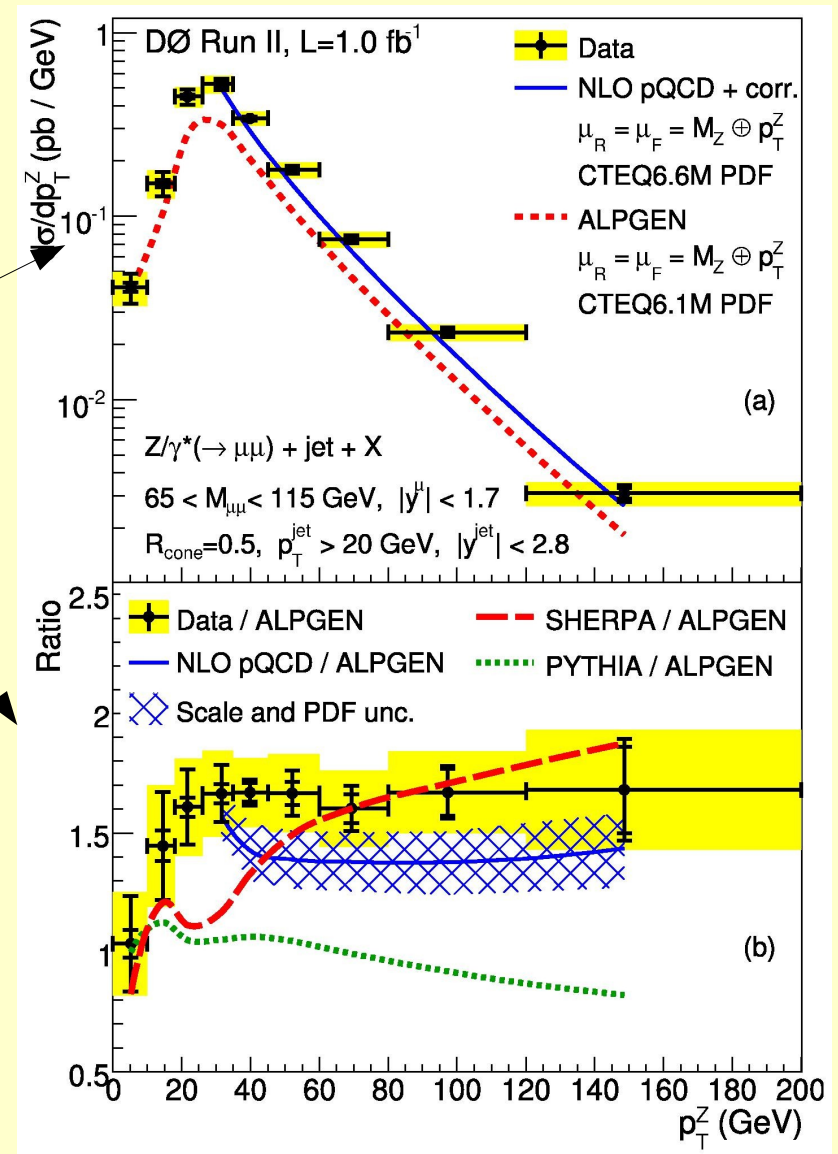 DØ Run II, L=1.0 fb⁻¹
Data
NLO pQCD + corr.
μ_R = μ_F = M_Z ⊕ p_T^Z
CTEQ6.6M PDF
ALPGEN
μ_R = μ_F = M_Z ⊕ p_T^Z
CTEQ6.1M PDF
dσ/dp_T^Z (pb / GeV)
1
10⁻¹
10⁻²
(a)
Z/γ*(→ μμ) + jet + X
65 < M_μμ < 115 GeV, |y^μ| < 1.7
R_cone=0.5, p_T^jet > 20 GeV, |y^jet| < 2.8
Ratio
2.5
2
1.5
1
0.5
Data / ALPGEN
NLO pQCD / ALPGEN
Scale and PDF unc.
SHERPA / ALPGEN
PYTHIA / ALPGEN
(b)
0 20 40 60 80 100 120 140 160 180 200
p_T^Z (GeV)